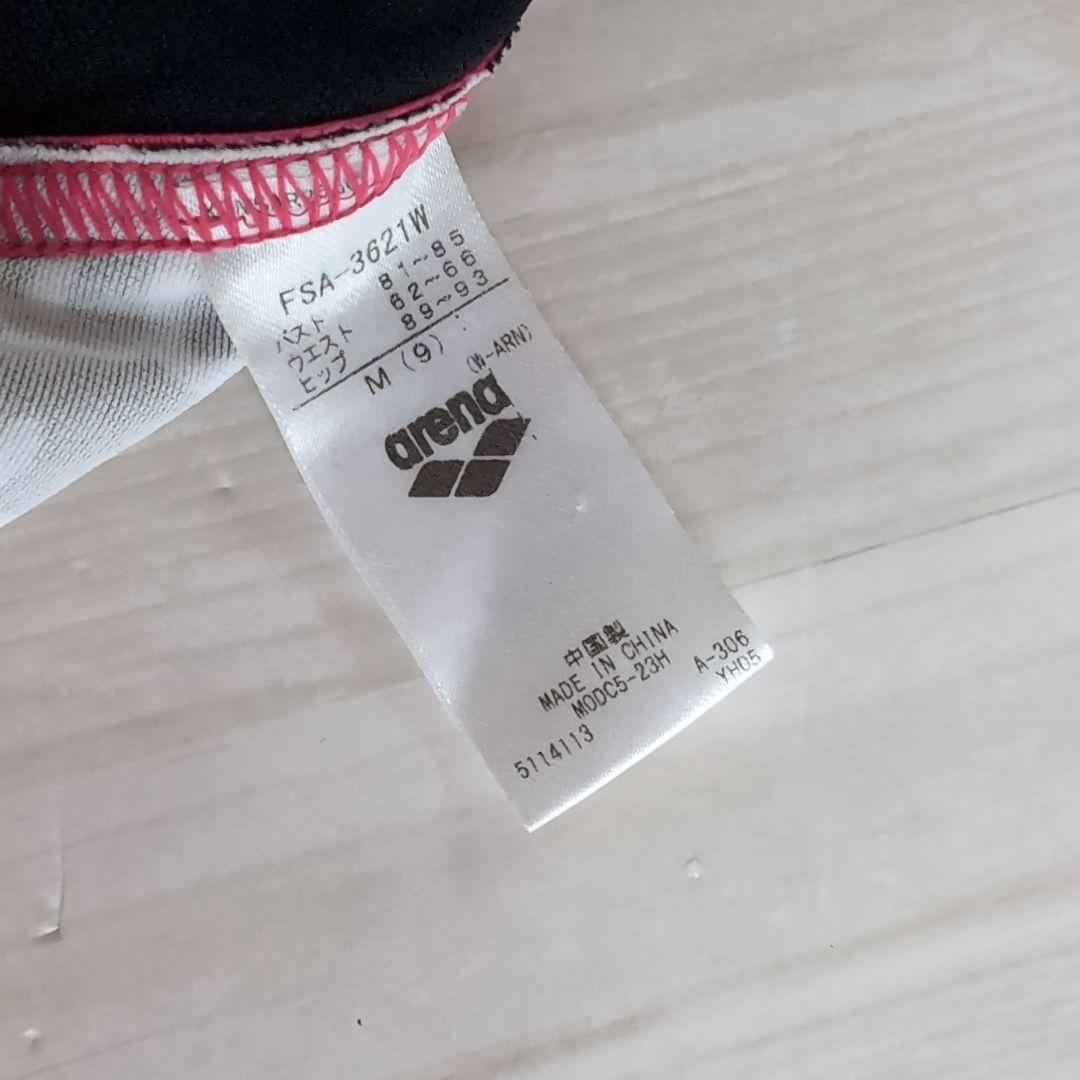 FSA-3621W
バスト 81~85
ウエスト 62~66
ヒップ 89~93
M (9) (W-ARN)
arena
中国製
MADE IN CHINA
MODC5-23H A-306
5114113 YH05